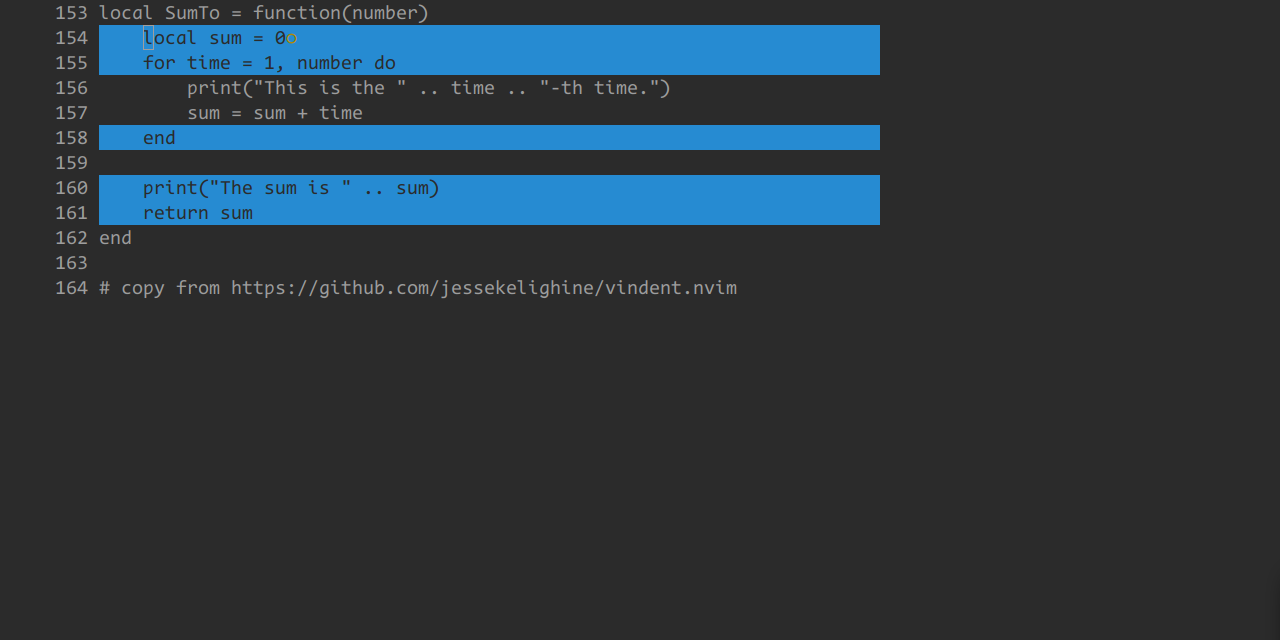 153 local SumTo = function(number)
154     local sum = 0
155     for time = 1, number do
156         print("This is the " .. time .. "-th time.")
157         sum = sum + time
158     end
159
160     print("The sum is " .. sum)
161     return sum
162 end
163
164 # copy from https://github.com/jessekelighine/vindent.nvim